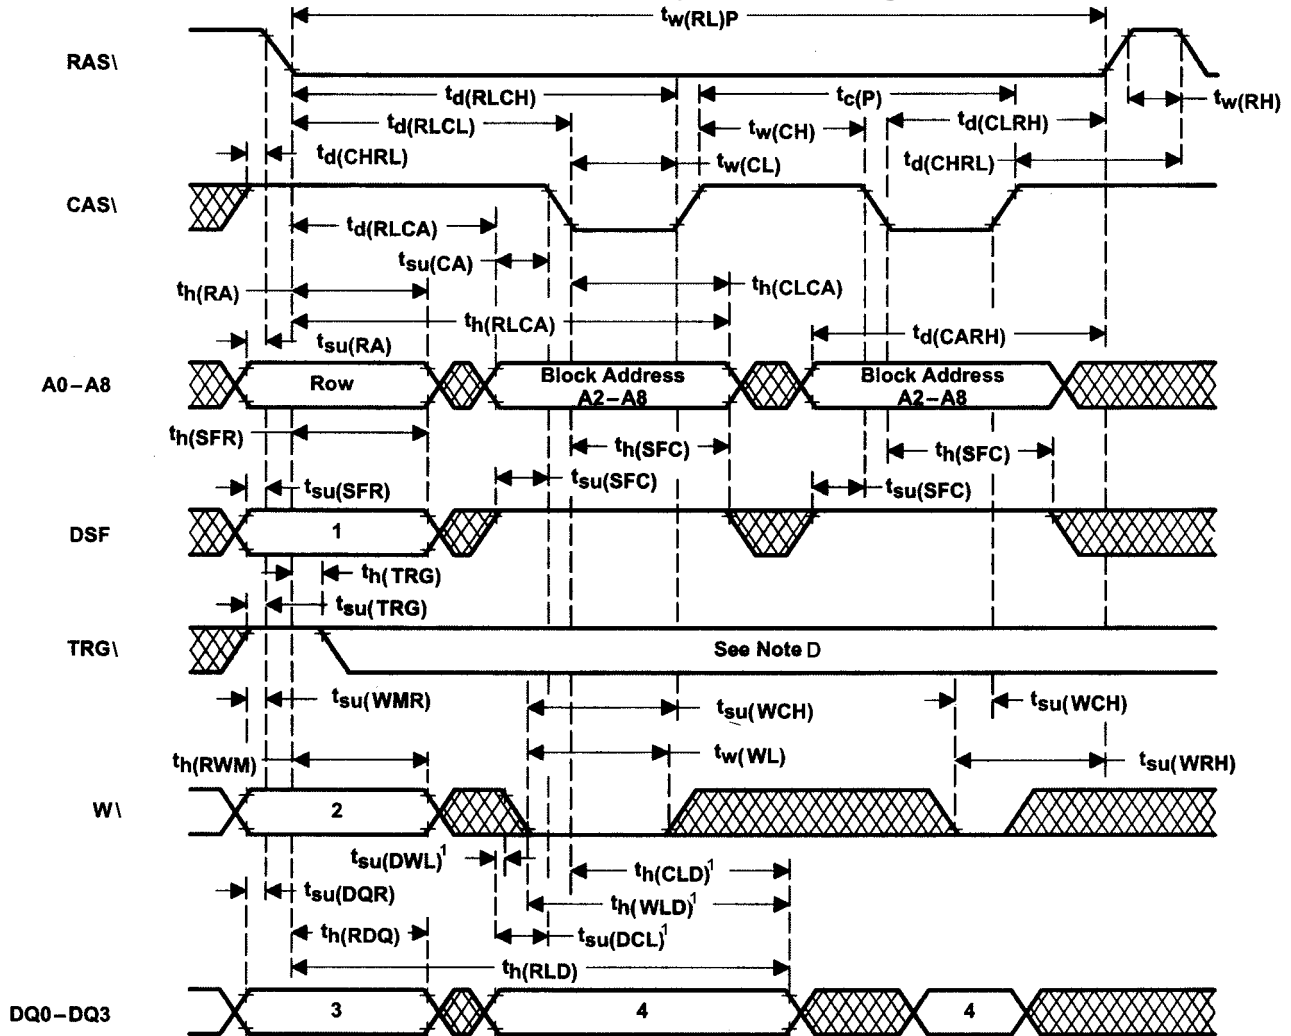 tw(RL)P
RAS\
td(RLCH)
tc(P)
tw(RH)
td(RLCL)
tw(CH)
td(CLRH)
td(CHRL)
tw(CL)
td(CHRL)
CAS\
td(RLCA)
tsu(CA)
th(RA)
th(CLCA)
th(RLCA)
tsu(RA)
td(CARH)
A0–A8
Row
Block Address
A2–A8
Block Address
A2–A8
th(SFR)
th(SFC)
th(SFC)
tsu(SFR)
tsu(SFC)
tsu(SFC)
DSF
1
th(TRG)
tsu(TRG)
TRG\
See Note D
tsu(WMR)
tsu(WCH)
tsu(WCH)
th(RWM)
tw(WL)
tsu(WRH)
W\
2
tsu(DWL)1
th(CLD)1
tsu(DQR)
th(WLD)1
th(RDQ)
tsu(DCL)1
th(RLD)
DQ0–DQ3
3
4
4